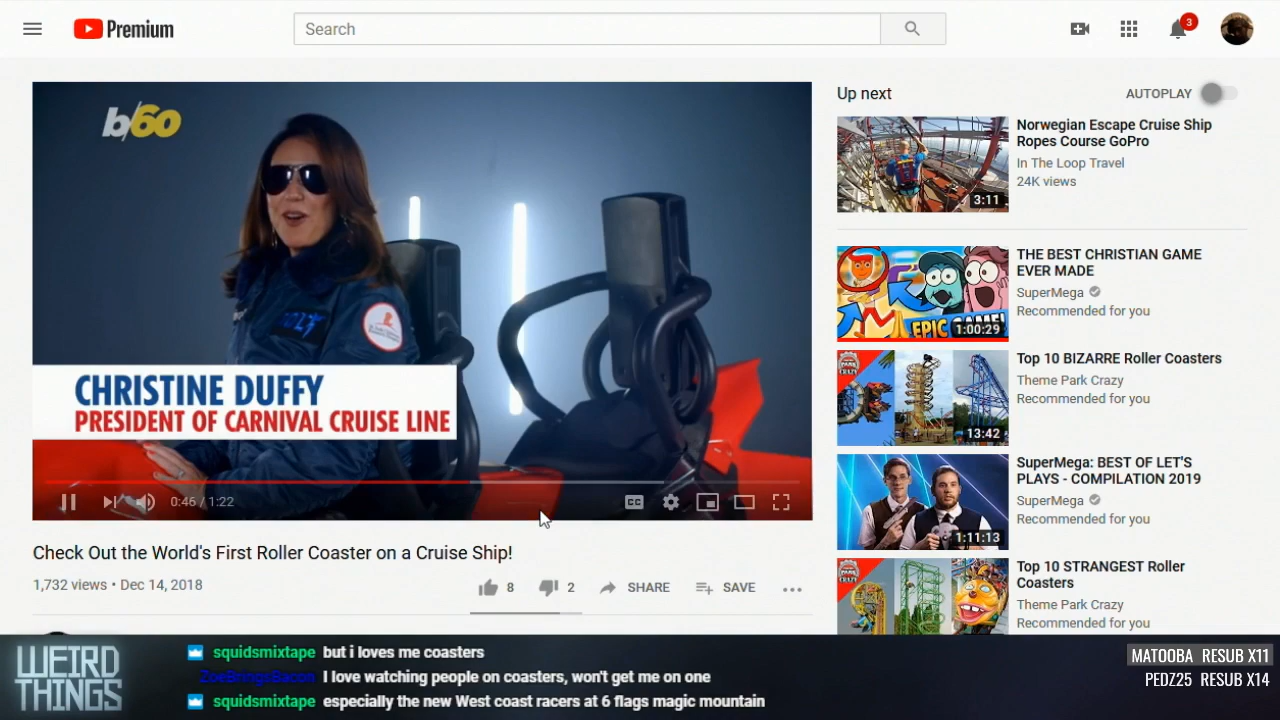 Premium
Search
3
b/60
CHRISTINE DUFFY
PRESIDENT OF CARNIVAL CRUISE LINE
0:46 / 1:22
Check Out the World's First Roller Coaster on a Cruise Ship!
1,732 views • Dec 14, 2018
8
2
SHARE
SAVE
Up next
AUTOPLAY
3:11
Norwegian Escape Cruise Ship
Ropes Course GoPro
In The Loop Travel
24K views
EPIC GAME!
1:00:29
THE BEST CHRISTIAN GAME
EVER MADE
SuperMega
Recommended for you
13:42
Top 10 BIZARRE Roller Coasters
Theme Park Crazy
Recommended for you
1:11:13
SuperMega: BEST OF LET'S
PLAYS - COMPILATION 2019
SuperMega
Recommended for you
Top 10 STRANGEST Roller
Coasters
Theme Park Crazy
Recommended for you
WEIRD
THINGS
squidsmixtape but i loves me coasters
ZoeBringsBacon I love watching people on coasters, won't get me on one
squidsmixtape especially the new West coast racers at 6 flags magic mountain
MATOOBA RESUB X11
PEDZ25 RESUB X14